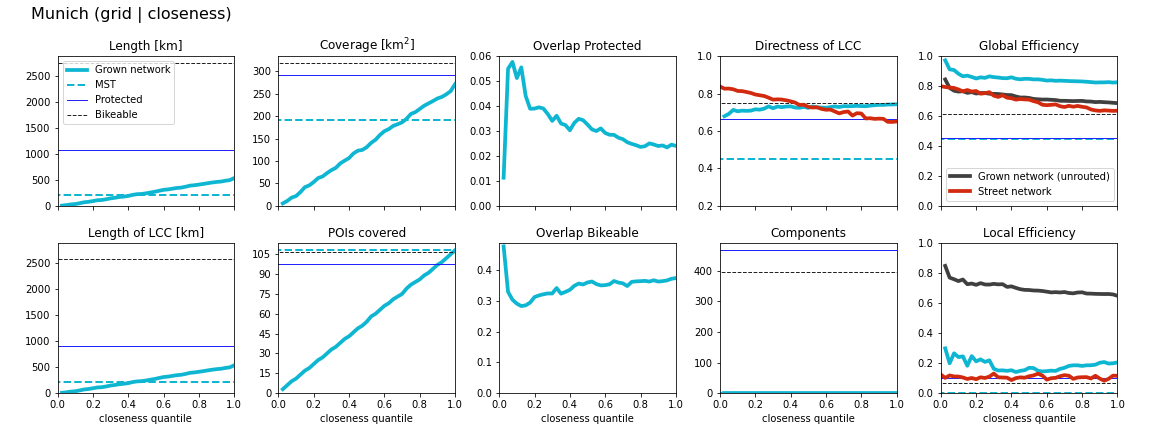 Munich (grid | closeness)
Length [km]
Coverage [km²]
Overlap Protected
Directness of LCC
Global Efficiency
Grown network
MST
Protected
Bikeable
2500
2000
1500
1000
500
0
300
250
200
150
100
50
0
0.06
0.05
0.04
0.03
0.02
0.01
0.00
1.0
0.8
0.6
0.4
0.2
1.0
0.8
0.6
0.4
0.2
0.0
Grown network (unrouted)
Street network
Length of LCC [km]
POIs covered
Overlap Bikeable
Components
Local Efficiency
2500
2000
1500
1000
500
0
105
90
75
60
45
30
15
0
0.4
0.3
0.2
0.1
0.0
400
300
200
100
0
1.0
0.8
0.6
0.4
0.2
0.0
0.0 0.2 0.4 0.6 0.8 1.0
0.0 0.2 0.4 0.6 0.8 1.0
0.0 0.2 0.4 0.6 0.8 1.0
0.0 0.2 0.4 0.6 0.8 1.0
0.0 0.2 0.4 0.6 0.8 1.0
closeness quantile
closeness quantile
closeness quantile
closeness quantile
closeness quantile